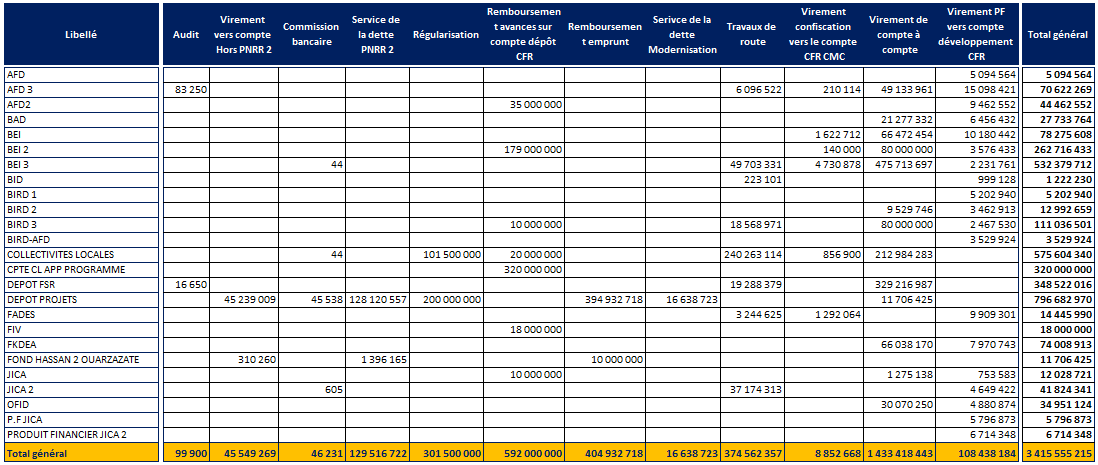 Libellé Audit Virement vers compte Hors PNRR 2 Commission bancaire Service de la dette PNRR 2 Régularisation Remboursemen t avances sur compte dépôt CFR Remboursemen t emprunt Serivce de la dette Modernisation Travaux de route Virement confiscation vers le compte CFR CMC Virement de compte à compte Virement PF vers compte développement CFR Total général
AFD 5 094 564 5 094 564
AFD 3 83 250 6 096 522 210 114 49 133 961 15 098 421 70 622 269
AFD2 35 000 000 9 462 552 44 462 552
BAD 21 277 332 6 456 432 27 733 764
BEI 1 622 712 66 472 454 10 180 442 78 275 608
BEI 2 179 000 000 140 000 80 000 000 3 576 433 262 716 433
BEI 3 44 49 703 331 4 730 878 475 713 697 2 231 761 532 379 712
BID 223 101 999 128 1 222 230
BIRD 1 5 202 940 5 202 940
BIRD 2 9 529 746 3 462 913 12 992 659
BIRD 3 10 000 000 18 568 971 80 000 000 2 467 530 111 036 501
BIRD-AFD 3 529 924 3 529 924
COLLECTIVITES LOCALES 44 101 500 000 20 000 000 240 263 114 856 900 212 984 283 575 604 340
CPTE CL APP PROGRAMME 320 000 000 320 000 000
DEPOT FSR 16 650 19 288 379 329 216 987 348 522 016
DEPOT PROJETS 45 239 009 45 538 128 120 557 200 000 000 394 932 718 16 638 723 11 706 425 796 682 970
FADES 3 244 625 1 292 064 9 909 301 14 445 990
FIV 18 000 000 18 000 000
FKDEA 66 038 170 7 970 743 74 008 913
FOND HASSAN 2 OUARZAZATE 310 260 1 396 165 10 000 000 11 706 425
JICA 10 000 000 1 275 138 753 583 12 028 721
JICA 2 605 37 174 313 4 649 422 41 824 341
OFID 30 070 250 4 880 874 34 951 124
P.F JICA 5 796 873 5 796 873
PRODUIT FINANCIER JICA 2 6 714 348 6 714 348
Total général 99 900 45 549 269 46 231 129 516 722 301 500 000 592 000 000 404 932 718 16 638 723 374 562 357 8 852 668 1 433 418 443 108 438 184 3 415 555 215